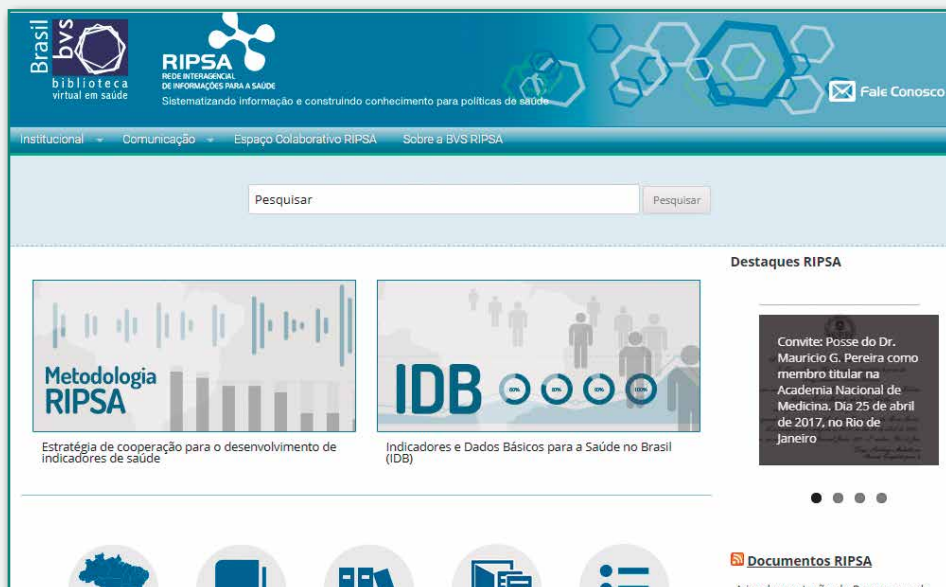 Brasil
bvs
biblioteca
virtual em saúde
RIPSA
REDE INTERAGENCIAL
DE INFORMAÇÕES PARA A SAÚDE
Sistematizando informação e construindo conhecimento para políticas de saúde
Fale Conosco
Institucional Comunicação Espaço Colaborativo RIPSA Sobre a BVS RIPSA
Pesquisar Pesquisar
Metodologia
RIPSA
Estratégia de cooperação para o desenvolvimento de
indicadores de saúde
IDB
60% 80% 100%
Indicadores e Dados Básicos para a Saúde no Brasil
(IDB)
Destaques RIPSA
Convite: Posse do Dr.
Mauricio G. Pereira como
membro titular na
Academia Nacional de
Medicina. Dia 25 de abril
de 2017, no Rio de
Janeiro
Documentos RIPSA